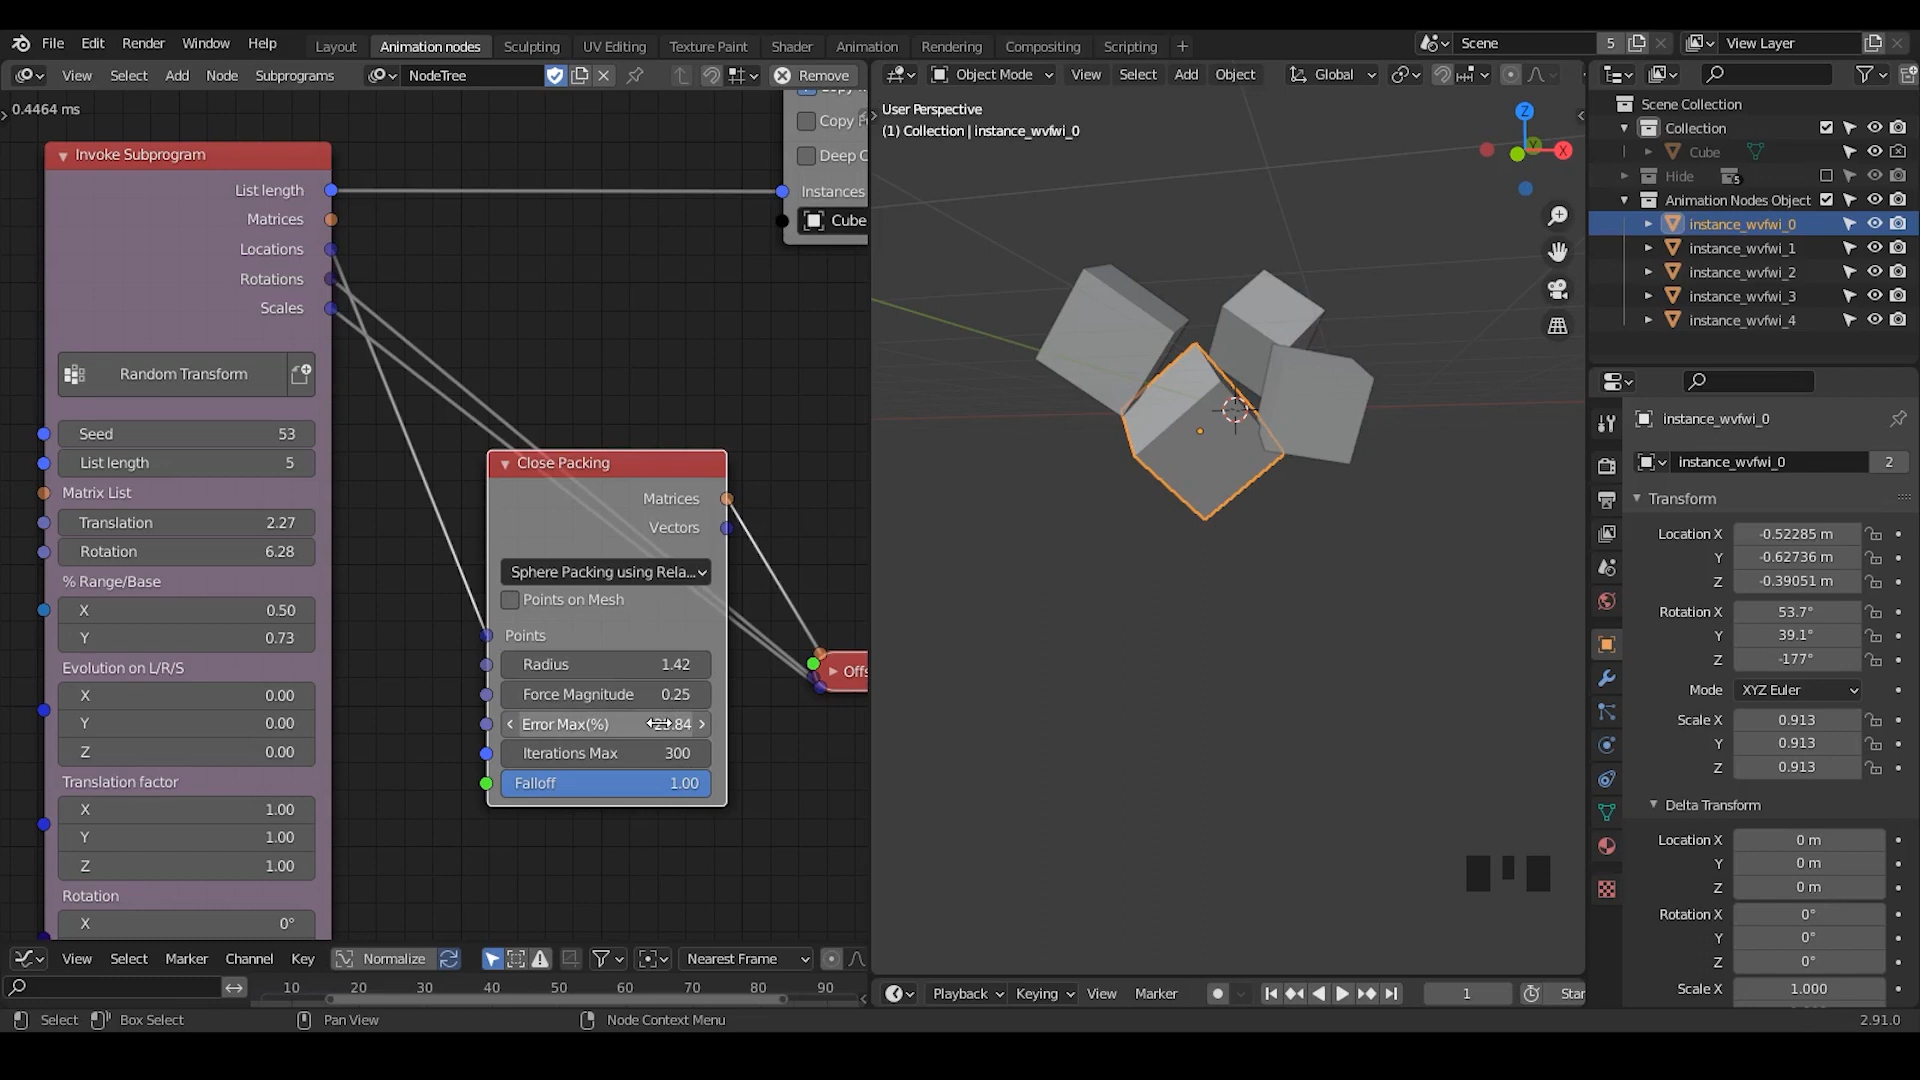 File Edit Render Window Help Layout Animation nodes Sculpting UV Editing Texture Paint Shader Animation Rendering Compositing Scripting Scene 5 View Layer
View Select Add Node Subprograms NodeTree Remove Object Mode View Select Add Object Global
0.4464 ms
Invoke Subprogram
List length
Matrices
Locations
Rotations
Scales
Random Transform
Seed 53
List length 5
Matrix List
Translation 2.27
Rotation 6.28
% Range/Base
X 0.50
Y 0.73
Evolution on L/R/S
X 0.00
Y 0.00
Z 0.00
Translation factor
X 1.00
Y 1.00
Z 1.00
Rotation
X 0°
Deep C
Instances
Cube
Close Packing
Matrices
Vectors
Sphere Packing using Rela...
Points on Mesh
Points
Radius 1.42
Force Magnitude 0.25
Error Max(%)
Iterations Max 300
Falloff 1.00
Offs
User Perspective
(1) Collection | instance_wvfwi_0
Z
Y
X
Scene Collection
Collection
Cube
Hide 5
Animation Nodes Object
instance_wvfwi_0
instance_wvfwi_1
instance_wvfwi_2
instance_wvfwi_3
instance_wvfwi_4
instance_wvfwi_0
instance_wvfwi_0 2
Transform
Location X -0.52285 m
Y -0.62736 m
Z -0.39051 m
Rotation X 53.7°
Y 39.1°
Z -177°
Mode XYZ Euler
Scale X 0.913
Y 0.913
Z 0.913
Delta Transform
Location X 0 m
Y 0 m
Z 0 m
Rotation X 0°
Y 0°
Z 0°
Scale X 1.000
View Select Marker Channel Key Normalize Nearest Frame
10 20 30 40 50 60 70 80 90
Playback Keying View Marker 1 Star
Select Box Select Pan View Node Context Menu 2.91.0